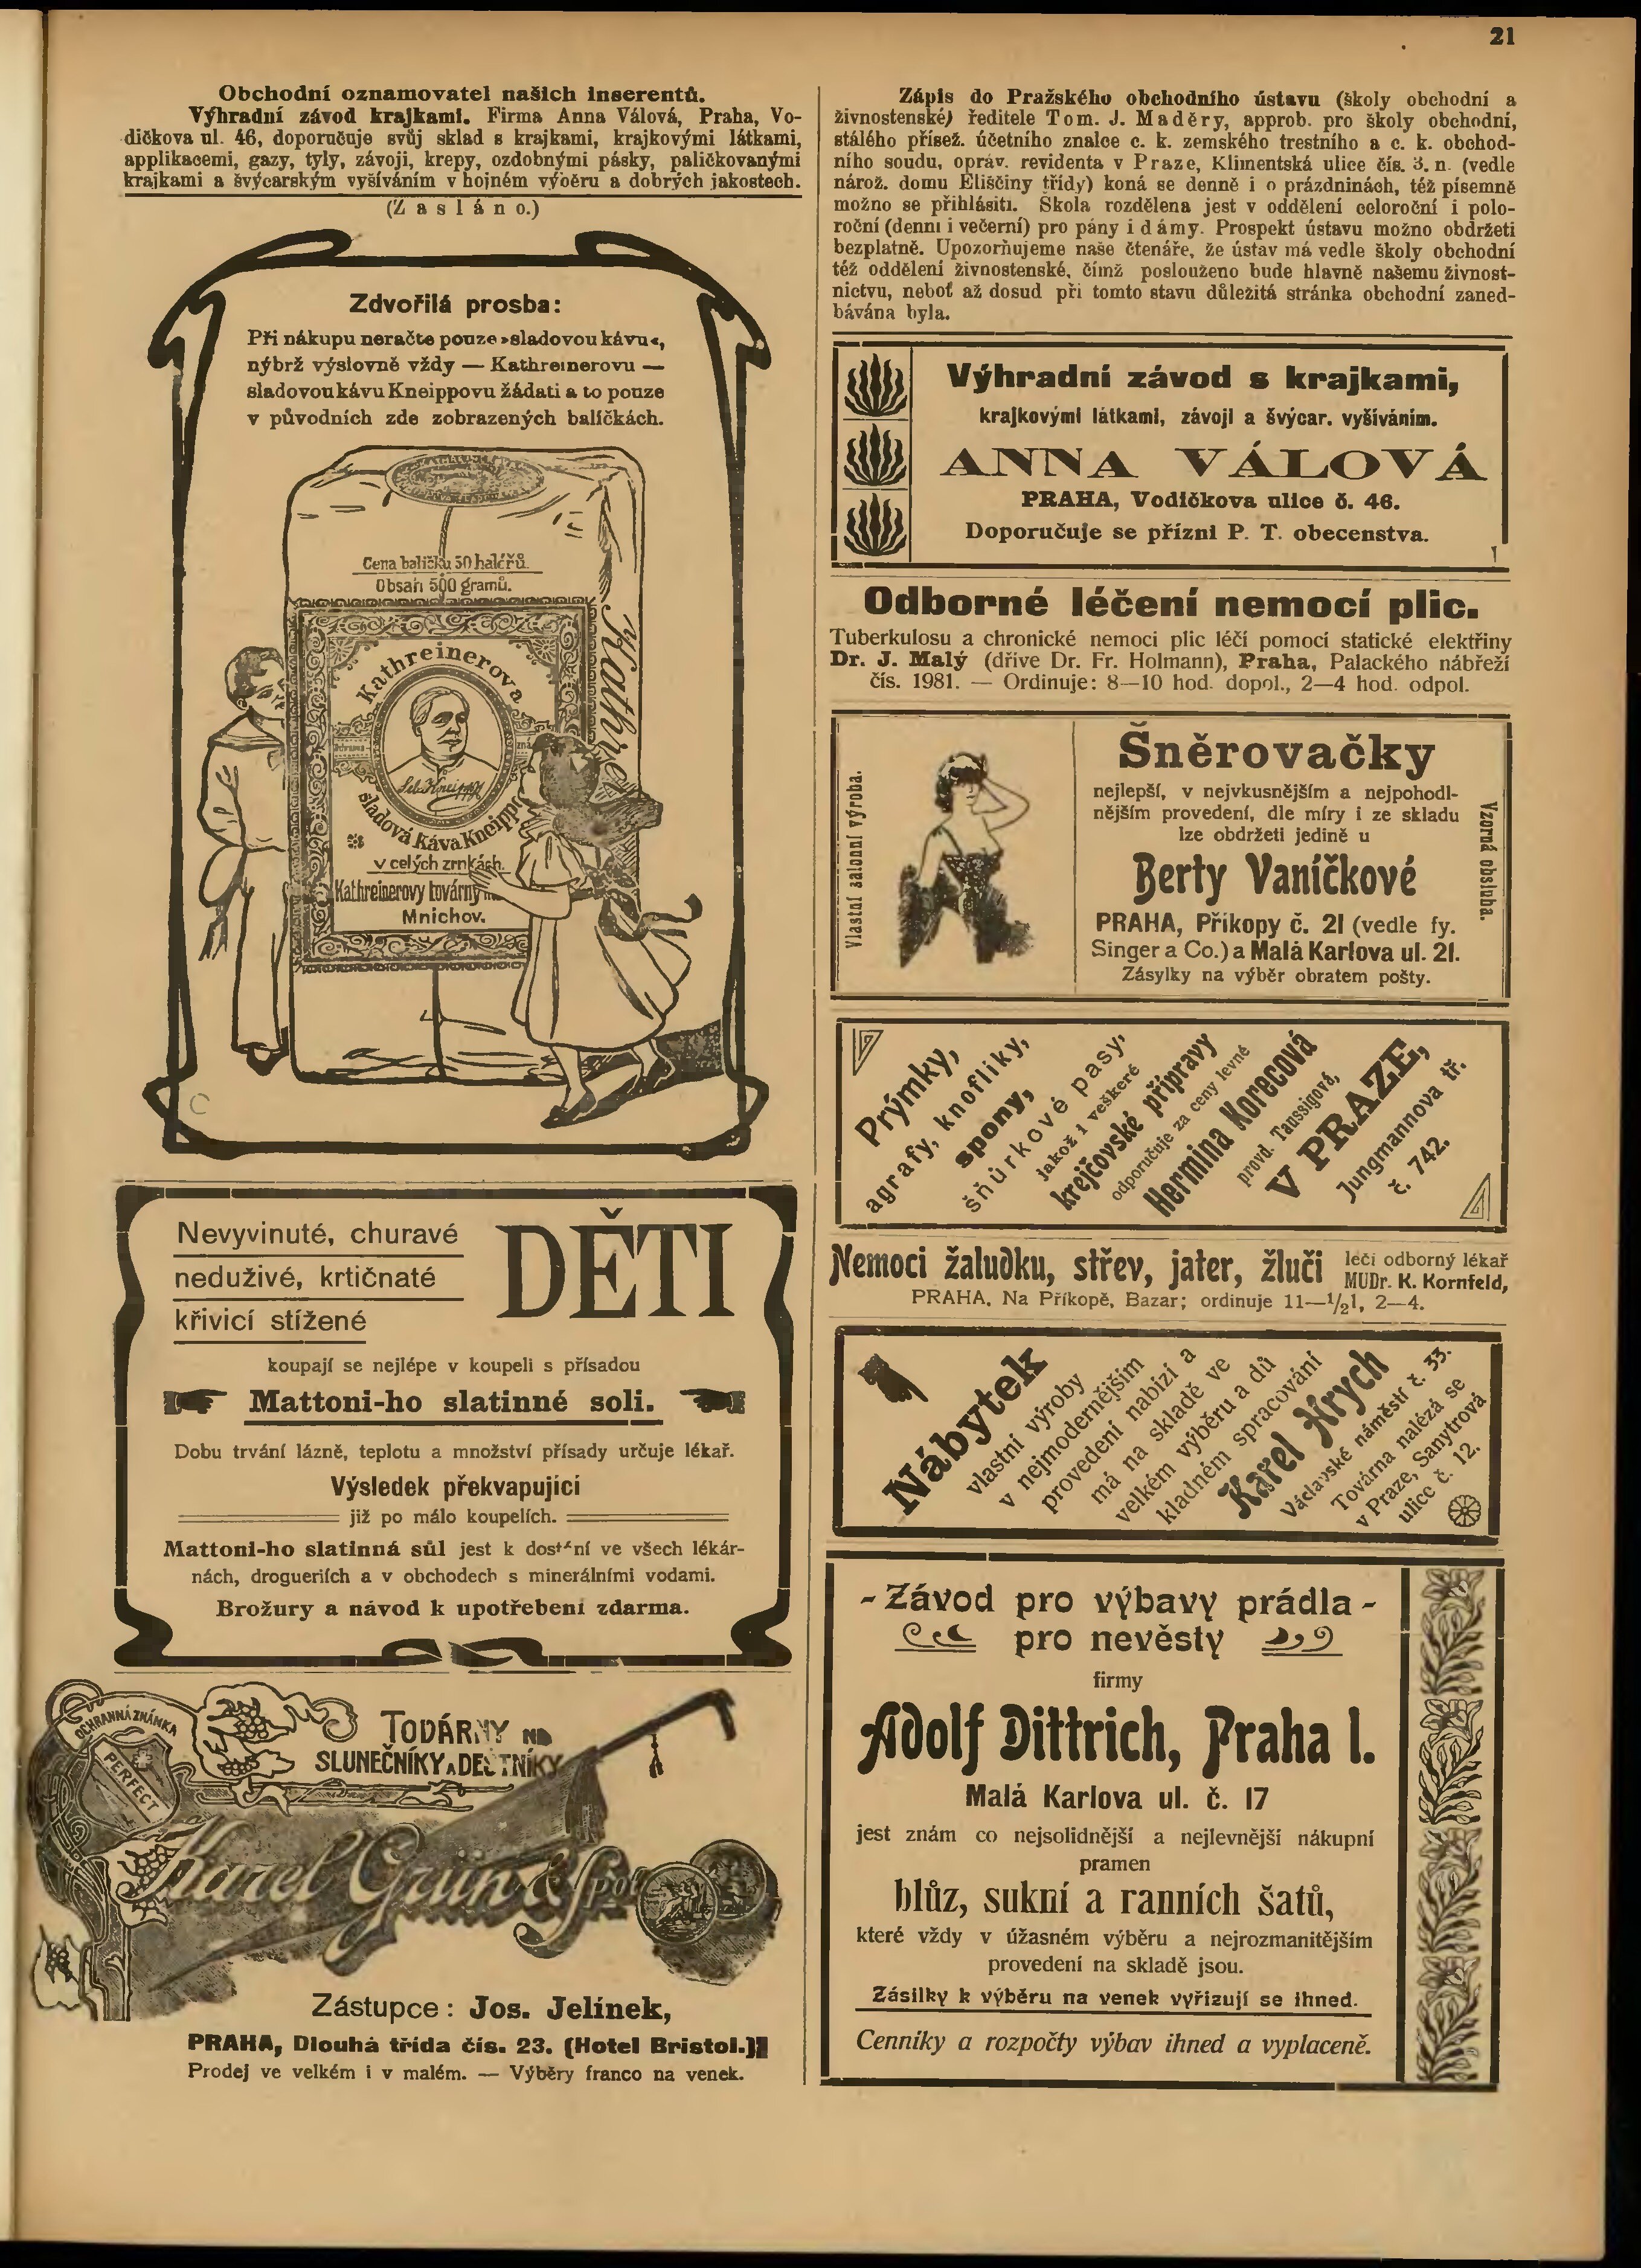 21
Obchodní oznamovatel našich inserentů.
Výhradní závod krajkami. Firma Anna Válová, Praha, Vo-
dičkova ul. 46, doporučuje svůj sklad s krajkami, krajkovými látkami,
applikacemi, gazy, tyly, závoji, krepy, ozdobnými pásky, paličkovanými
krajkami a švýcarským vyšíváním v hojném výběru a dobrých jakostech.
(Zasláno.)
Zdvořilá prosba:
Při nákupu neračte pouze »sladovou kávu«,
nýbrž výslovně vždy — Kathreinerovu —
sladovou kávu Kneippovu žádati a to pouze
v původních zde zobrazených balíčkách.
Cena balíčku 50 haléřů.
Obsah 500 gramů.
Kathreinerova
Seb. Kneipp
sladová Káva Kneipp
v celých zrnkách.
Kathreinerovy továrny
Mnichov.
Kathre
Nevyvinuté, churavé
neduživé, krtičnaté
křivicí stížené
DĚTI
koupají se nejlépe v koupeli s přísadou
Mattoni-ho slatinné soli.
Dobu trvání lázně, teplotu a množství přísady určuje lékař.
Výsledek překvapující
již po málo koupelích.
Mattoni-ho slatinná sůl jest k dostání ve všech lékár-
nách, drogueriích a v obchodech s minerálními vodami.
Brožury a návod k upotřebení zdarma.
OCHRANNÁ ZNÁMKA
PERFECT
TOVÁRNY NA
SLUNEČNÍKY A DEŠTNÍKY
Karel Grün & Spol
Zástupce: Jos. Jelínek,
PRAHA, Dlouhá třída čís. 23. (Hotel Bristol.)
Prodej ve velkém i v malém. — Výběry franco na venek.
Zápis do Pražského obchodního ústavu (školy obchodní a
živnostenské) ředitele Tom. J. Maděry, approb. pro školy obchodní,
stálého přísež. účetního znalce c. k. zemského trestního a c. k. obchod-
ního soudu, opráv. revidenta v Praze, Klimentská ulice čís. 3. n. (vedle
nárož. domu Eliščiny třídy) koná se denně i o prázdninách, též písemně
možno se přihlásiti. Škola rozdělena jest v oddělení celoroční i polo-
roční (denní i večerní) pro pány i dámy. Prospekt ústavu možno obdržeti
bezplatně. Upozorňujeme naše čtenáře, že ústav má vedle školy obchodní
též oddělení živnostenské, čímž poslouženo bude hlavně našemu živnost-
nictvu, neboť až dosud při tomto stavu důležitá stránka obchodní zaned-
bávána byla.
Výhradní závod s krajkami,
krajkovými látkami, závoji a švýcar. vyšíváním.
ANNA VÁLOVÁ
PRAHA, Vodičkova ulice č. 46.
Doporučuje se přízni P. T. obecenstva.
Odborné léčení nemocí plic.
Tuberkulosu a chronické nemoci plic léčí pomocí statické elektřiny
Dr. J. Malý (dříve Dr. Fr. Holmann), Praha, Palackého nábřeží
čís. 1981. — Ordinuje: 8—10 hod. dopol., 2—4 hod. odpol.
Vlastní salonní výroba.
Šněrovačky
nejlepší, v nejvkusnějším a nejpohodl-
nějším provedení, dle míry i ze skladu
lze obdržeti jedině u
Berty Vaníčkové
PRAHA, Příkopy č. 21 (vedle fy.
Singer a Co.) a Malá Karlova ul. 21.
Zásylky na výběr obratem pošty.
Vzorná obsluha.
Prýmky,
agrafy, knoflíky,
spony,
šňůrkové pasy,
jakož i veškeré
krejčovské přípravy
odporučuje za ceny levné
Hermina Korecová
provd. Taussigová,
V PRAZE,
Jungmannova tř.
č. 742.
Nemoci žaludku, střev, jater, žluči léčí odborný lékař
MUDr. K. Kornfeld,
PRAHA, Na Příkopě, Bazar; ordinuje 11—½1, 2—4.
Nábytek
vlastní výroby
v nejmodernějším
provedení nabízí a
má na skladě ve
velkém výběru a dů
kladném spracování
Karel Nrych
Václavské náměstí č. 33.
Továrna nalézá se
v Praze, Sanytrová
ulice č. 12.
- Závod pro výbavy prádla -
pro nevěsty
firmy
Adolf Dittrich, Praha I.
Malá Karlova ul. č. 17
jest znám co nejsolidnější a nejlevnější nákupní
pramen
blůz, sukní a ranních šatů,
které vždy v úžasném výběru a nejrozmanitějším
provedení na skladě jsou.
Zásilky k výběru na venek vyřizují se ihned.
Cenníky a rozpočty výbav ihned a vyplaceně.